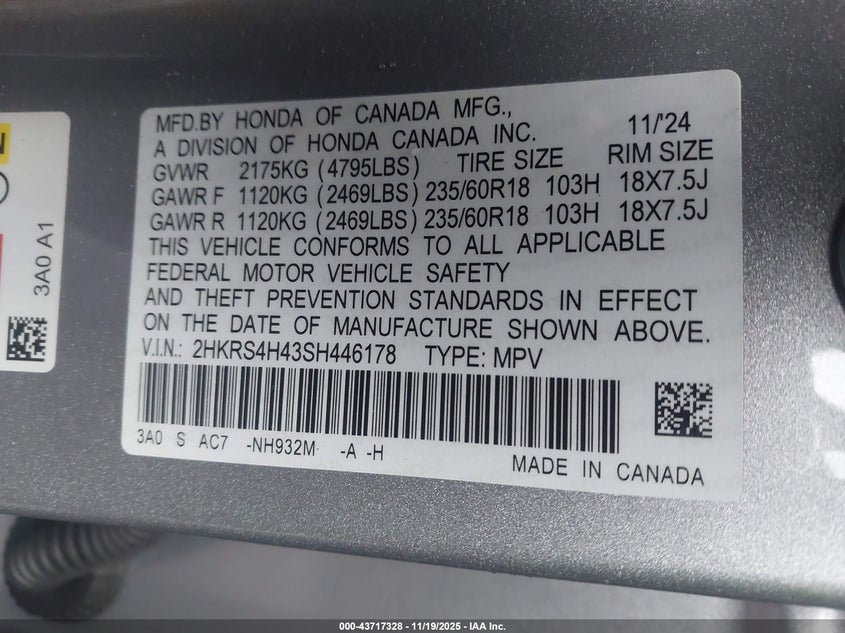 N
3A0 A1
MFD.BY HONDA OF CANADA MFG.,
A DIVISION OF HONDA CANADA INC. 11/'24
GVWR 2175KG (4795LBS) TIRE SIZE RIM SIZE
GAWR F 1120KG (2469LBS) 235/60R18 103H 18X7.5J
GAWR R 1120KG (2469LBS) 235/60R18 103H 18X7.5J
THIS VEHICLE CONFORMS TO ALL APPLICABLE
FEDERAL MOTOR VEHICLE SAFETY
AND THEFT PREVENTION STANDARDS IN EFFECT
ON THE DATE OF MANUFACTURE SHOWN ABOVE.
V.I.N.: 2HKRS4H43SH446178 TYPE: MPV
3A0 S AC7 -NH932M -A -H
MADE IN CANADA
000-43717328 - 11/19/2025 - IAA Inc.